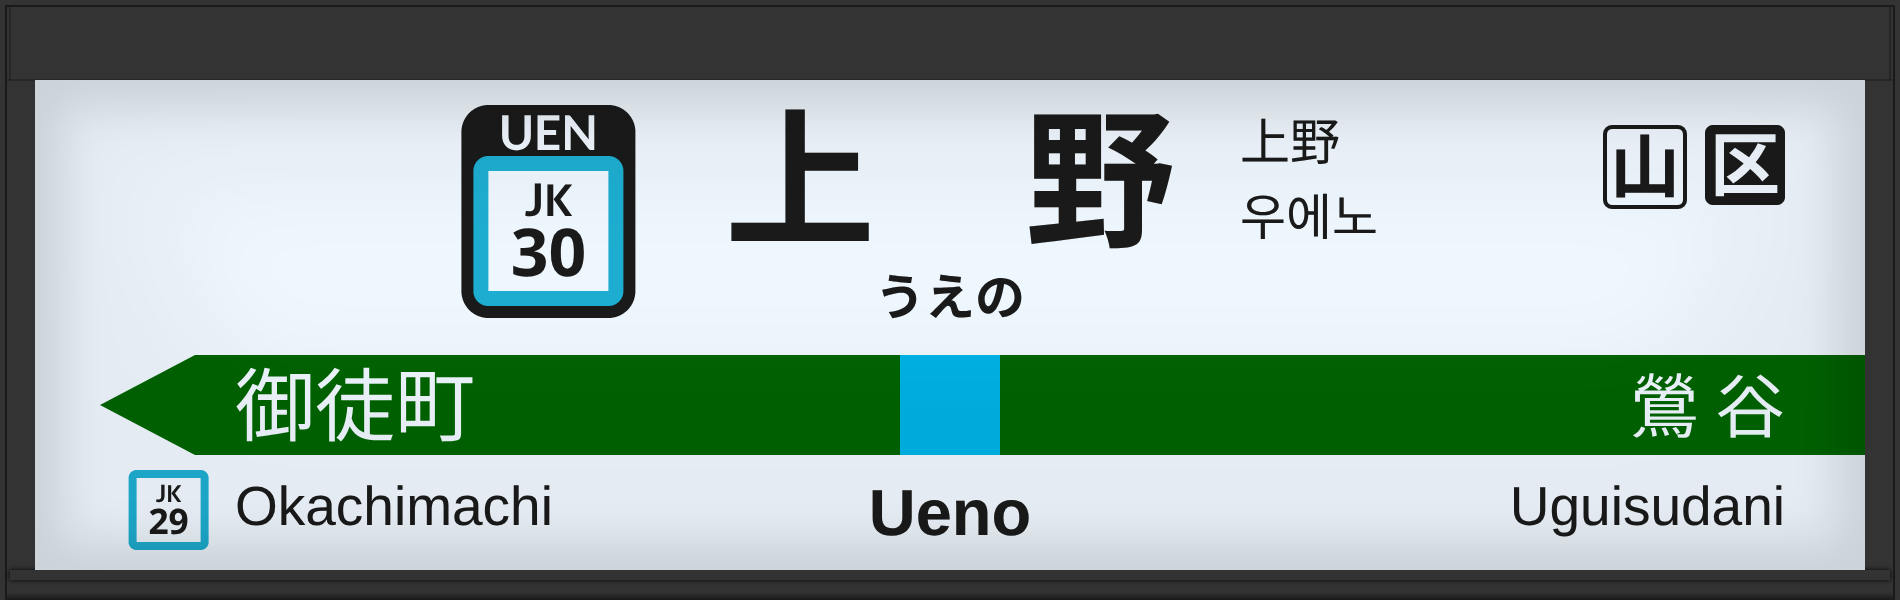 UEN
JK
30
上野
うえの
上野
우에노
山 区
御徒町
鶯谷
JK
29
Okachimachi
Ueno
Uguisudani